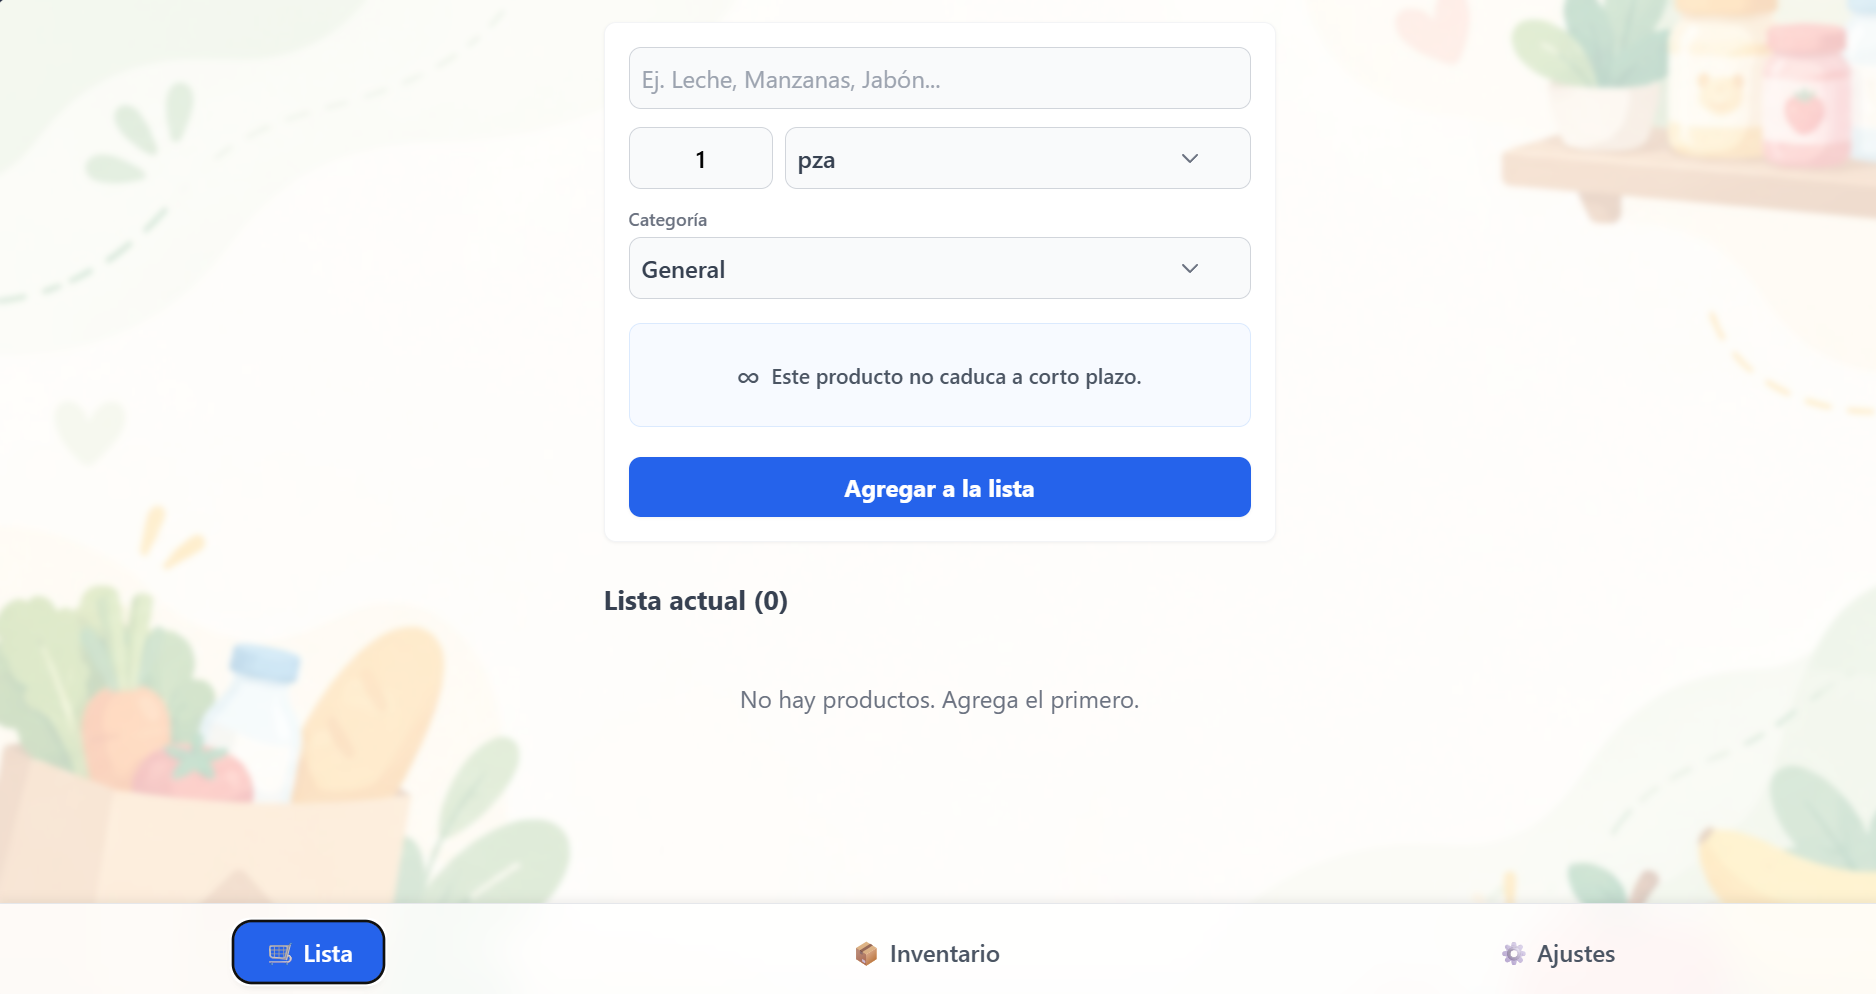 Ej. Leche, Manzanas, Jabón...
1
pza
Categoría
General
∞ Este producto no caduca a corto plazo.
Agregar a la lista
Lista actual (0)
No hay productos. Agrega el primero.
🛒 Lista
📦 Inventario
⚙️ Ajustes